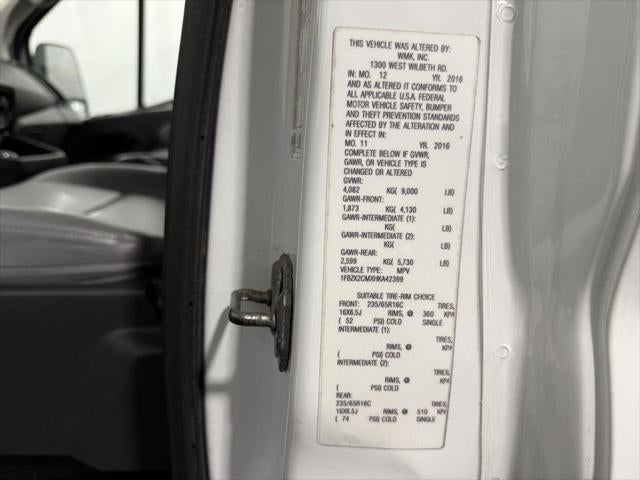 THIS VEHICLE WAS ALTERED BY:
WMK, INC.
1300 WEST WILBETH RD.
IN: MO. 12 YR. 2016
AND AS ALTERED IT CONFORMS TO
ALL APPLICABLE U.S.A. FEDERAL
MOTOR VEHICLE SAFETY, BUMPER
AND THEFT PREVENTION STANDARDS
AFFECTED BY THE ALTERATION AND
IN EFFECT IN:
MO. 11 YR. 2016
COMPLETE BELOW IF GVWR,
GAWR, OR VEHICLE TYPE IS
CHANGED OR ALTERED
GVWR:
4,082 KG( 9,000 LB)
GAWR-FRONT:
1,873 KG( 4,130 LB)
GAWR-INTERMEDIATE (1):
KG( LB)
GAWR-INTERMEDIATE (2):
KG( LB)
GAWR-REAR:
2,599 KG( 5,730 LB)
VEHICLE TYPE: MPV
1FBZX2CMXHKA42399
SUITABLE TIRE-RIM CHOICE
FRONT: 235/65R16C TIRES,
16X6.5J RIMS, @ 360 KPA
( 52 PSI) COLD SINGLE
INTERMEDIATE (1): TIRES,
RIMS, @ KPA
( PSI) COLD
INTERMEDIATE (2):
TIRES,
RIMS, @ KPA
( PSI) COLD
REAR:
235/65R16C TIRES,
16X6.5J RIMS, @ 510 KPA
( 74 PSI) COLD SINGLE